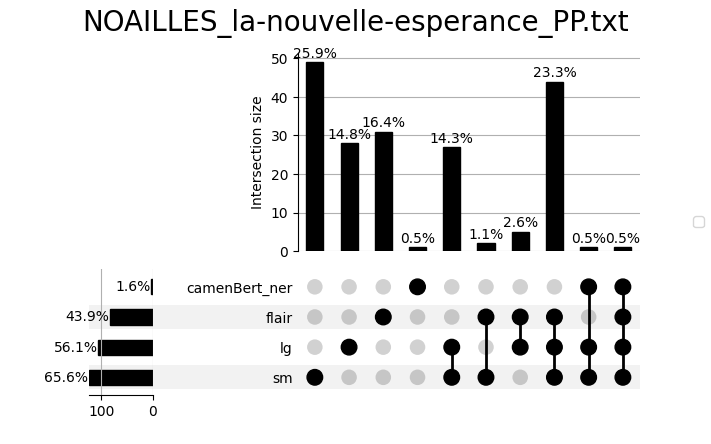 NOAILLES_la-nouvelle-esperance_PP.txt
50
40
30
20
10
0
Intersection size
25.9%
14.8%
16.4%
0.5%
14.3%
1.1%
2.6%
23.3%
0.5%
0.5%
1.6% camenBert_ner
43.9% flair
56.1% lg
65.6% sm
100 0